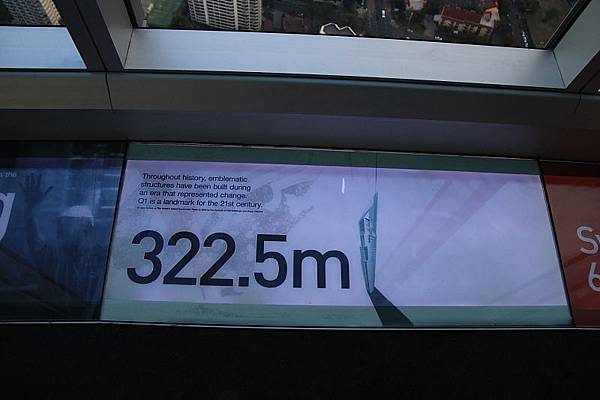 Throughout history, emblematic
structures have been built during
an era that represented change.
Q1 is a landmark for the 21st century.
322.5m
g
S
6